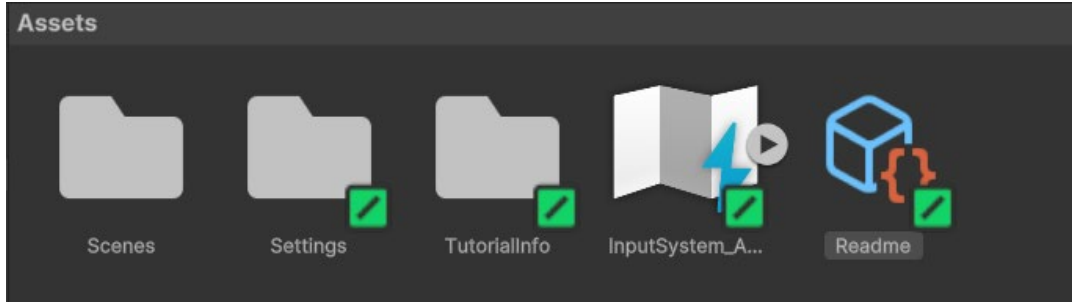 Assets
Scenes
Settings
TutorialInfo
InputSystem_A...
Readme